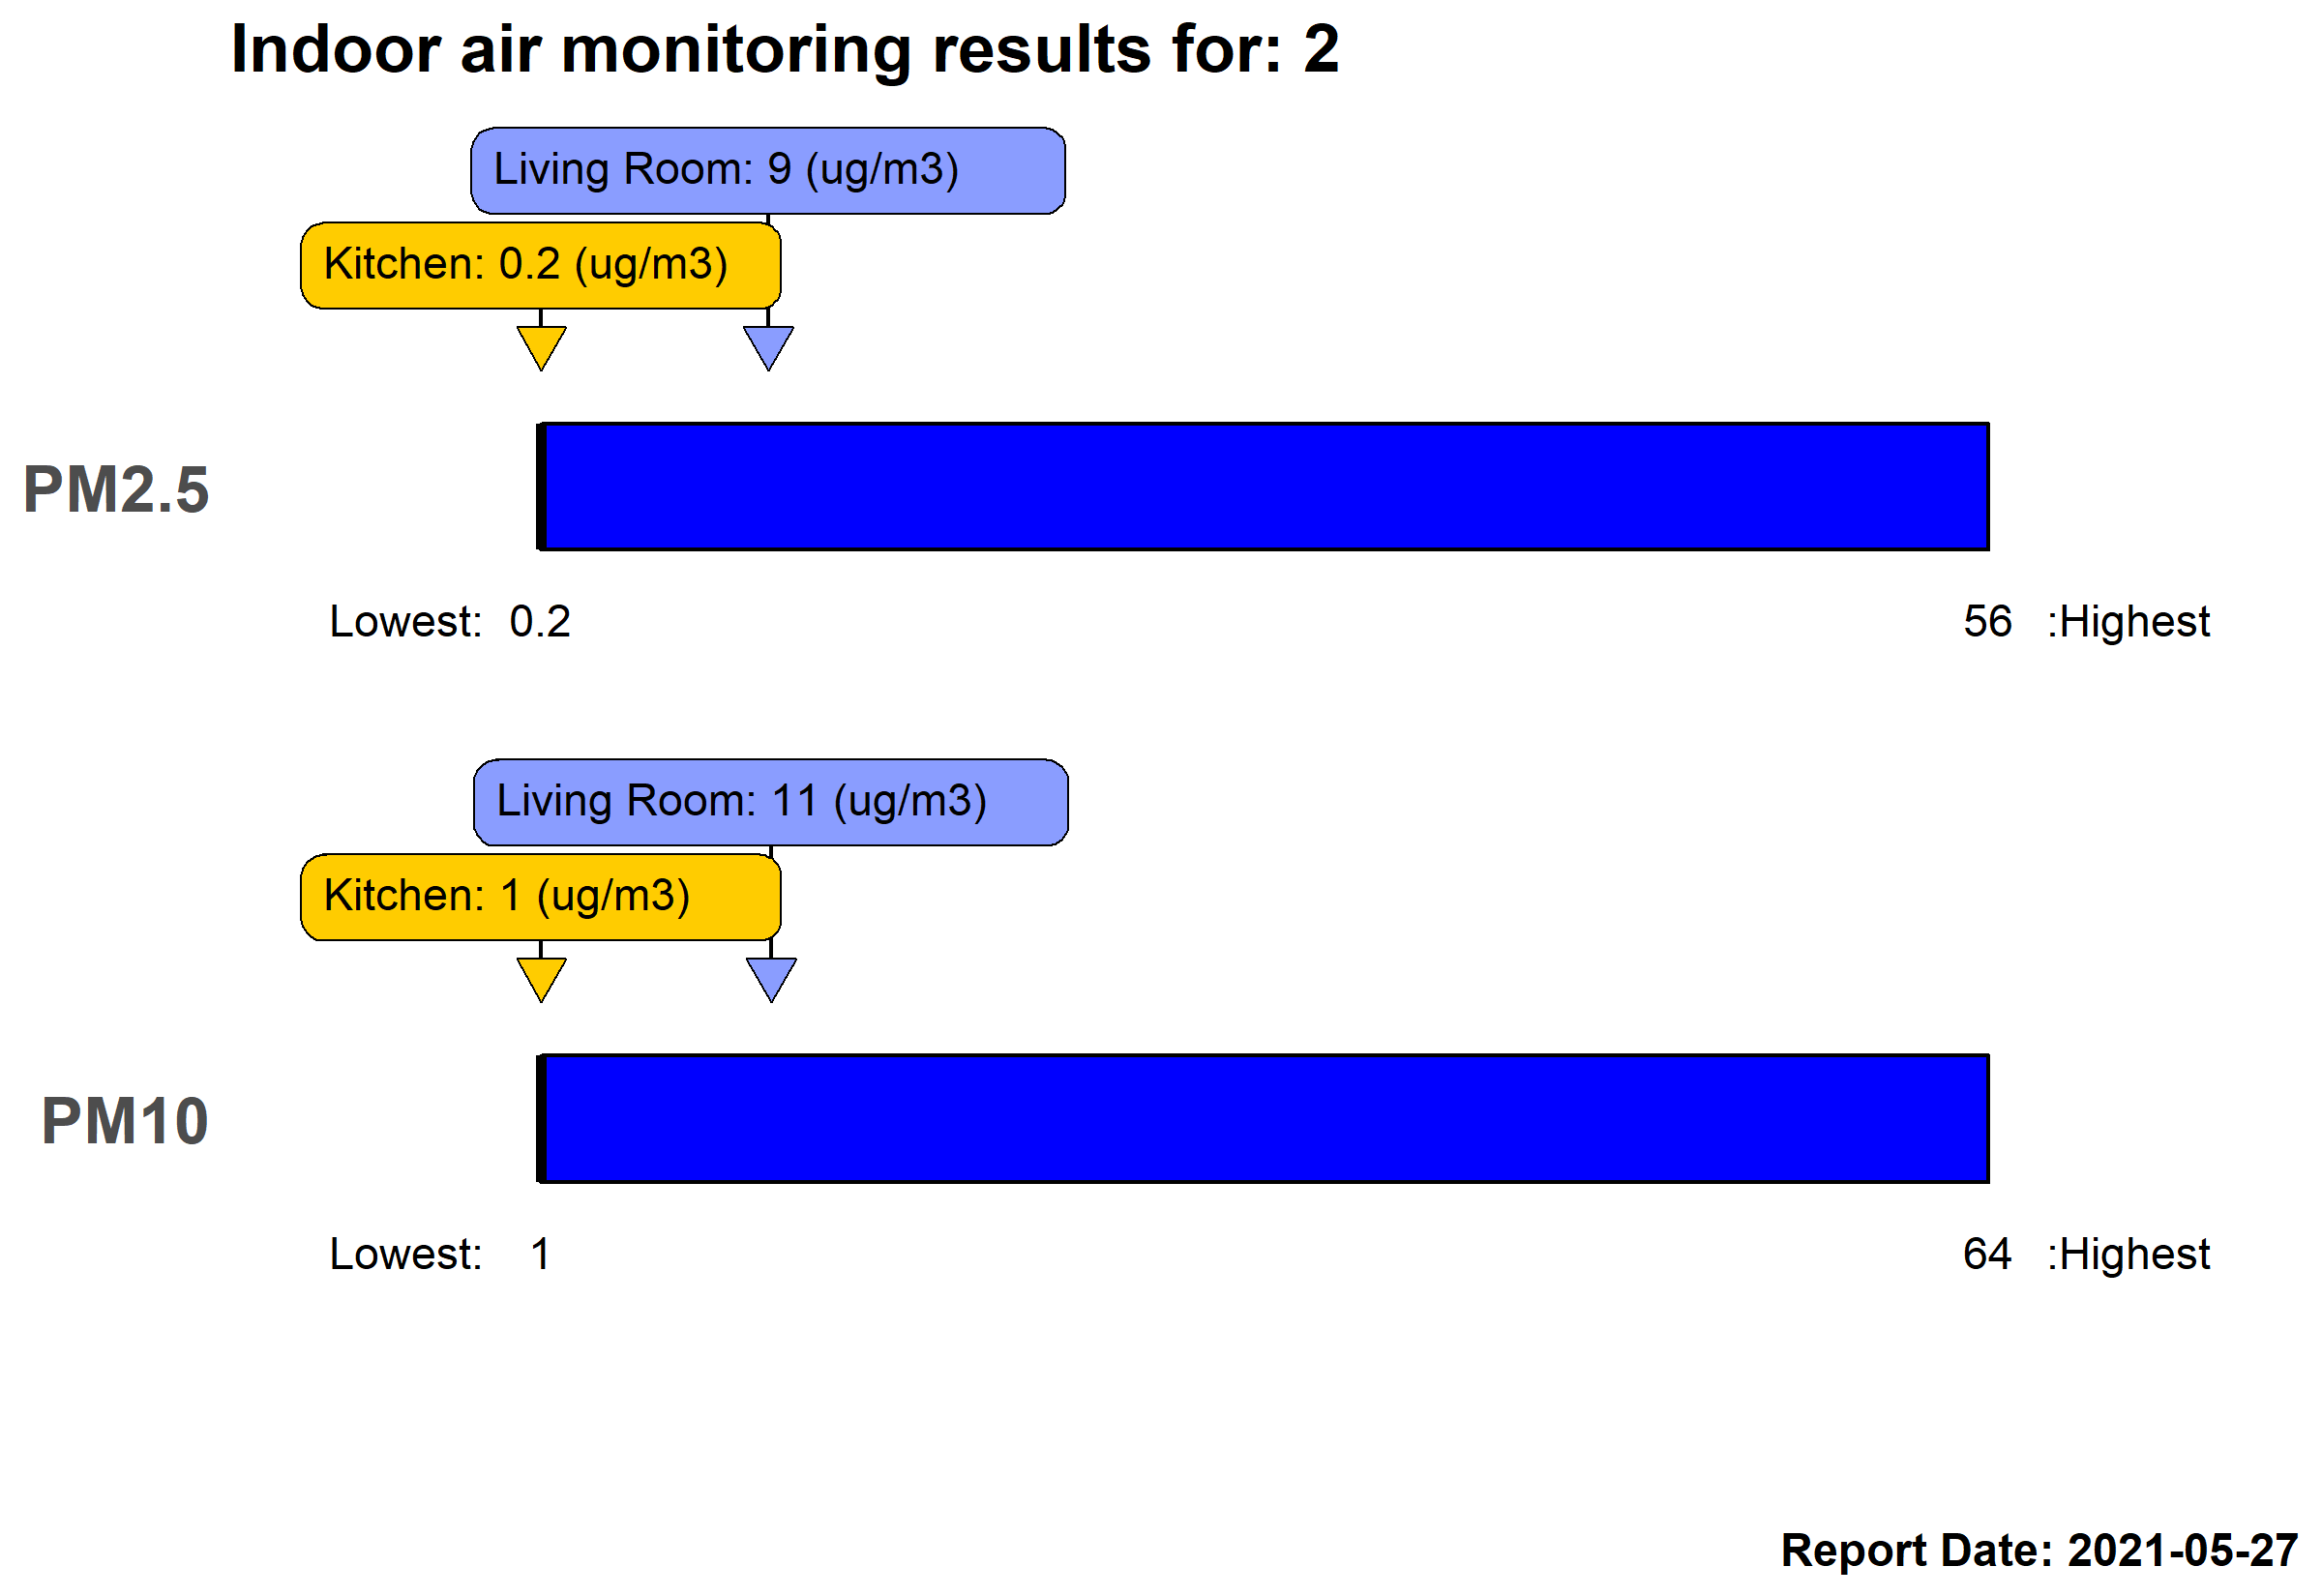 Indoor air monitoring results for: 2
Living Room: 9 (ug/m3)
Kitchen: 0.2 (ug/m3)
PM2.5
Lowest: 0.2
56 :Highest
Living Room: 11 (ug/m3)
Kitchen: 1 (ug/m3)
PM10
Lowest: 1
64 :Highest
Report Date: 2021-05-27